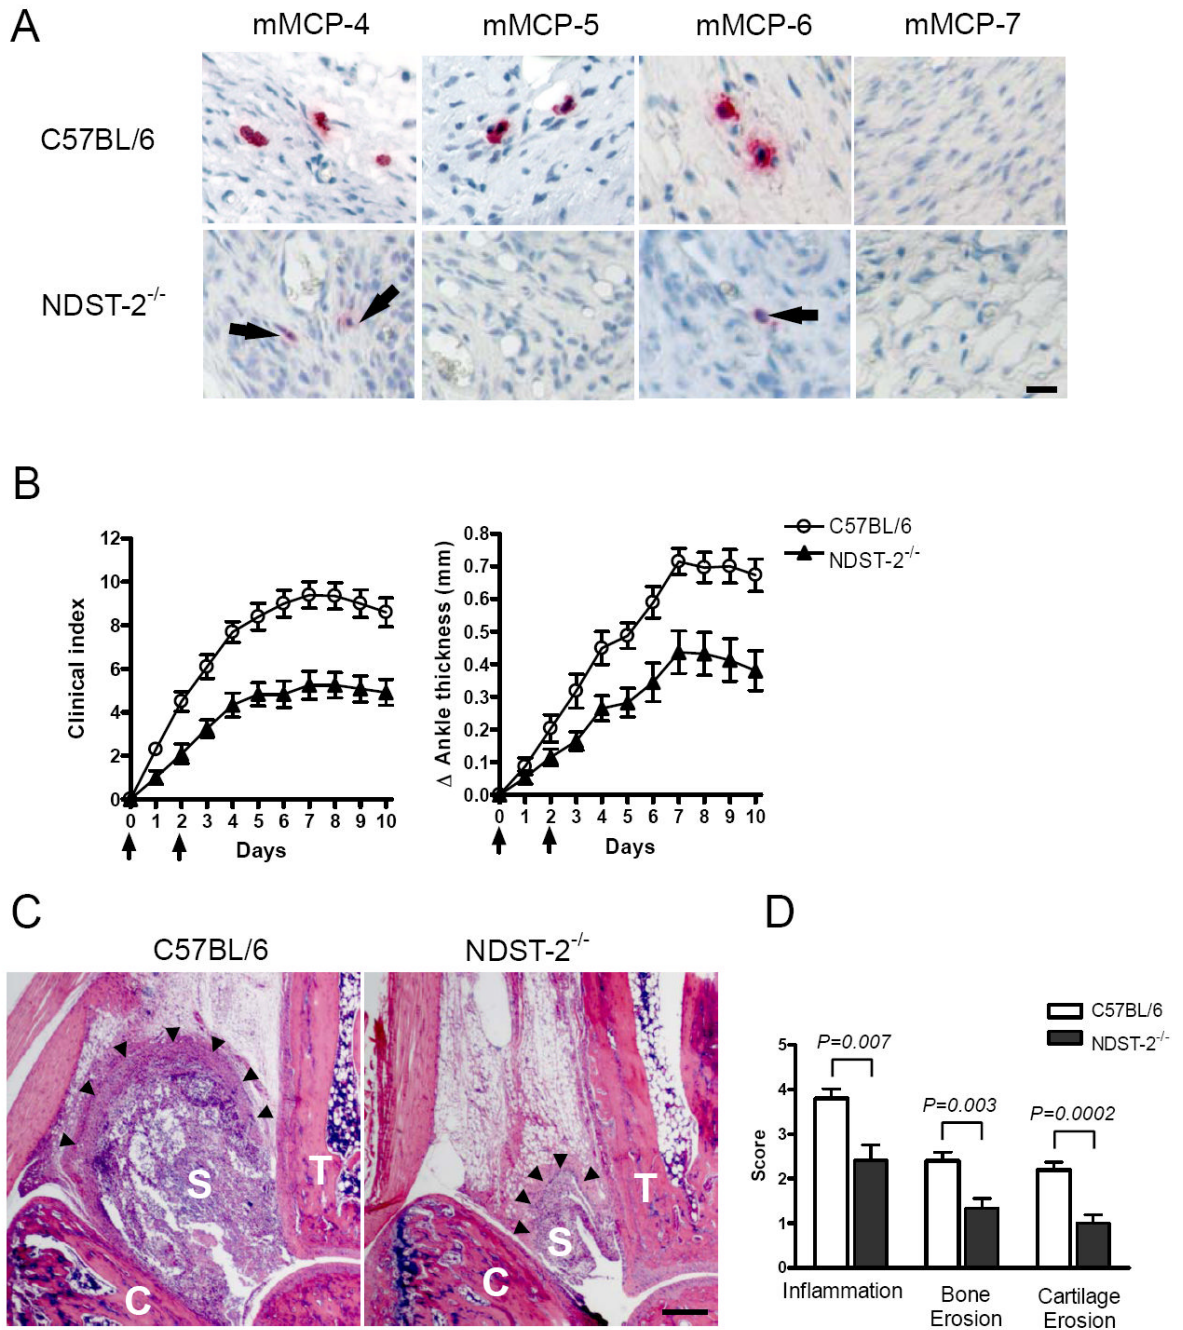 A
mMCP-4 mMCP-5 mMCP-6 mMCP-7
C57BL/6
NDST-2-/-
B
Clinical index
12
10
8
6
4
2
0
0 1 2 3 4 5 6 7 8 9 10
Days
Δ Ankle thickness (mm)
0.8
0.7
0.6
0.5
0.4
0.3
0.2
0.1
0.0
0 1 2 3 4 5 6 7 8 9 10
Days
C57BL/6
NDST-2-/-
C
C57BL/6 NDST-2-/-
S T C
S T C
D
C57BL/6
NDST-2-/-
Score
5
4
3
2
1
0
P=0.007
P=0.003
P=0.0002
Inflammation
Bone
Erosion
Cartilage
Erosion